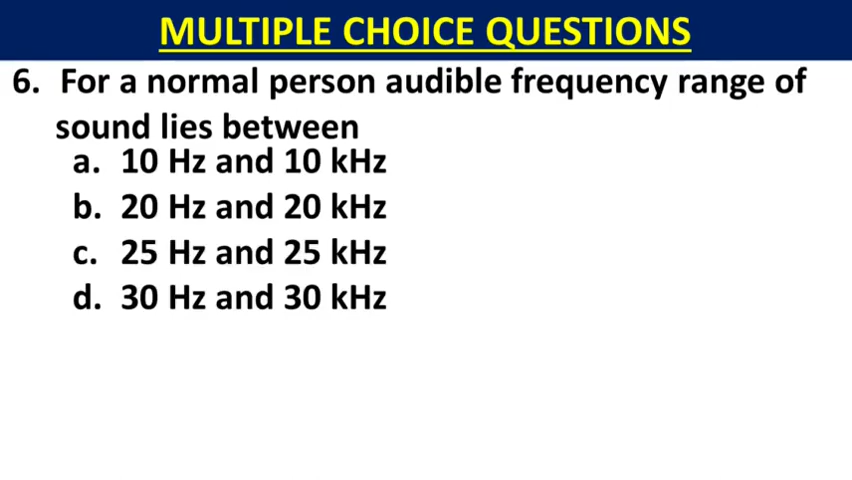 MULTIPLE CHOICE QUESTIONS
6. For a normal person audible frequency range of
sound lies between
a. 10 Hz and 10 kHz
b. 20 Hz and 20 kHz
c. 25 Hz and 25 kHz
d. 30 Hz and 30 kHz